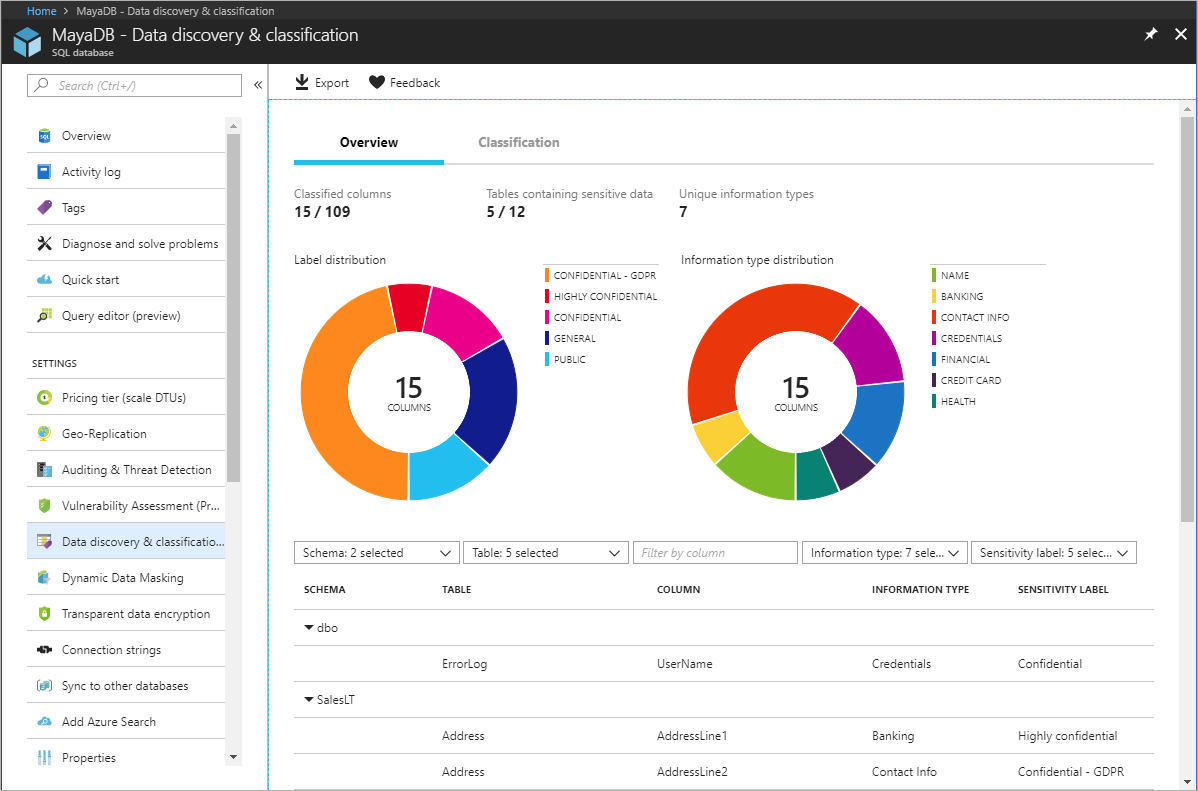 Home > MayaDB - Data discovery & classification
MayaDB - Data discovery & classification
SQL database
Search (Ctrl+/)
«
Overview
Activity log
Tags
Diagnose and solve problems
Quick start
Query editor (preview)
SETTINGS
Pricing tier (scale DTUs)
Geo-Replication
Auditing & Threat Detection
Vulnerability Assessment (Pr...
Data discovery & classificatio...
Dynamic Data Masking
Transparent data encryption
Connection strings
Sync to other databases
Add Azure Search
Properties
Export Feedback
Overview Classification
Classified columns Tables containing sensitive data Unique information types
15 / 109 5 / 12 7
Label distribution
CONFIDENTIAL - GDPR
HIGHLY CONFIDENTIAL
CONFIDENTIAL
GENERAL
PUBLIC
15
COLUMNS
Information type distribution
NAME
BANKING
CONTACT INFO
CREDENTIALS
FINANCIAL
CREDIT CARD
HEALTH
15
COLUMNS
Schema: 2 selected Table: 5 selected Filter by column Information type: 7 sele... Sensitivity label: 5 selec...
SCHEMA TABLE COLUMN INFORMATION TYPE SENSITIVITY LABEL
dbo
ErrorLog UserName Credentials Confidential
SalesLT
Address AddressLine1 Banking Highly confidential
Address AddressLine2 Contact Info Confidential - GDPR